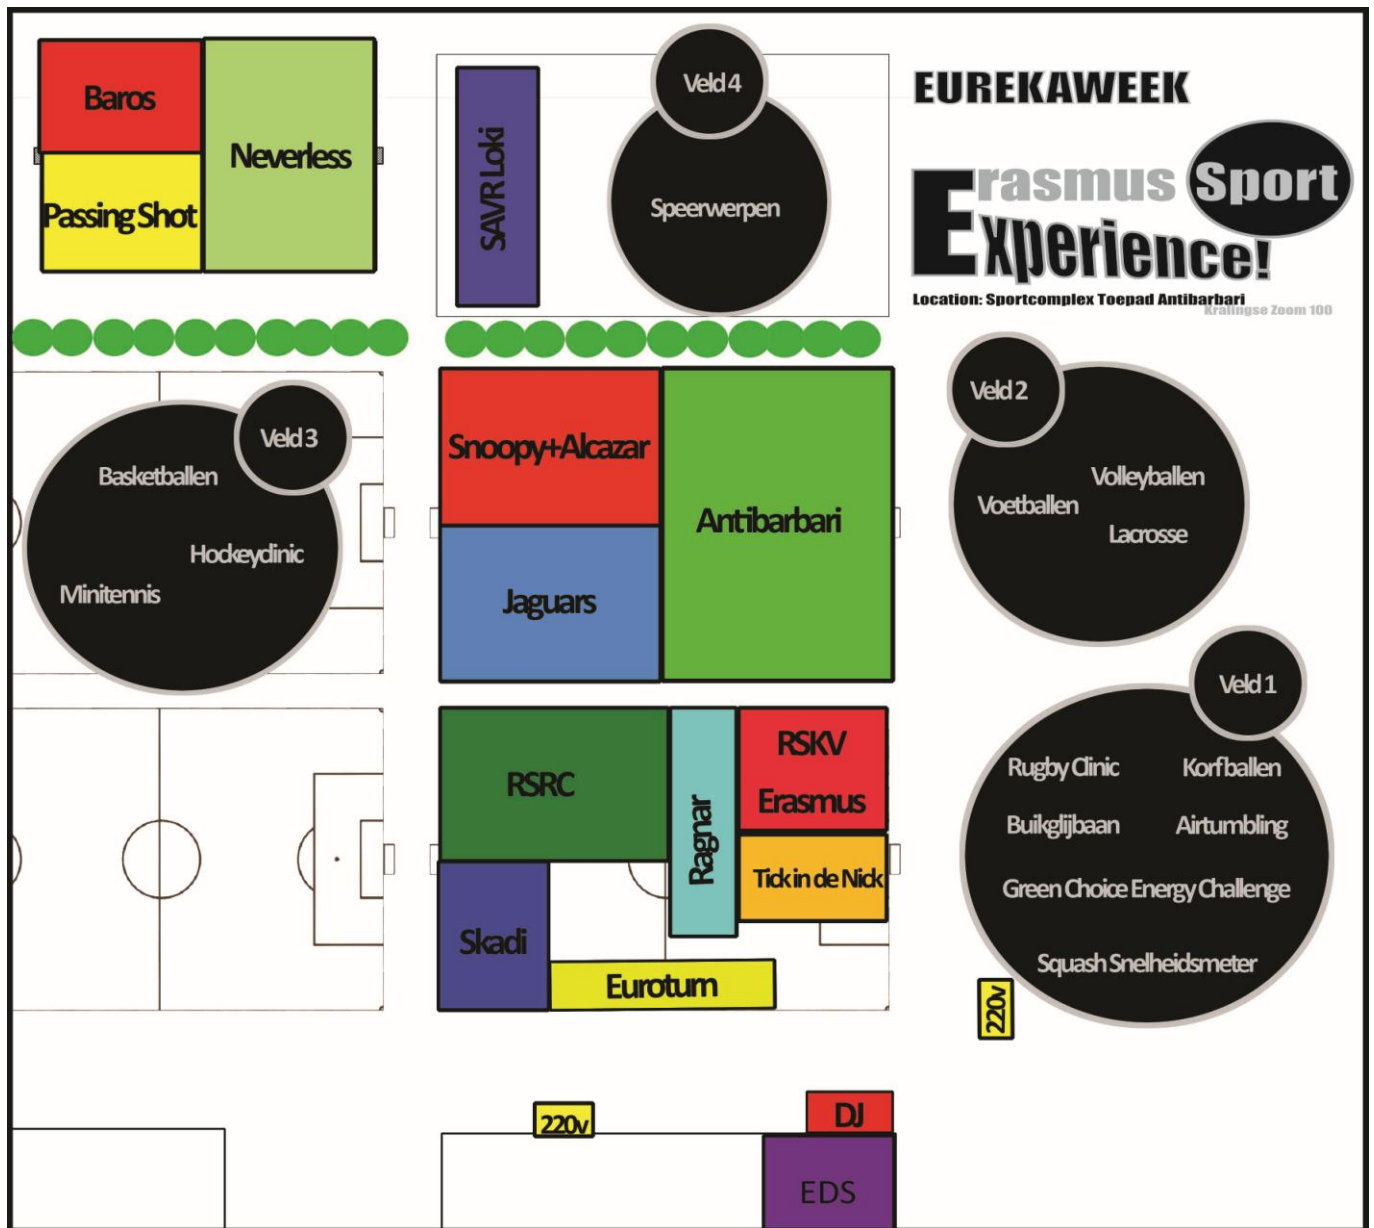 EUREKAWEEK
Erasmus Sport
Experience!
Location: Sportcomplex Toepad Antibarbari
Kralingse Zoom 100
Baros
Passing Shot
Neverless
SAVR Loki
Veld 4
Speerwerpen
Veld 3
Basketballen
Hockeyclinic
Minitennis
Snoopy+Alcazar
Jaguars
Antibarbari
Veld 2
Volleyballen
Voetballen
Lacrosse
RSRC
Ragnar
RSKV
Erasmus
Tick in de Nick
Skadi
Euroturn
Veld 1
Rugby Clinic
Korfballen
Buikglijbaan
Airtumbling
Green Choice Energy Challenge
Squash Snelheidsmeter
220v
220v
DJ
EDS